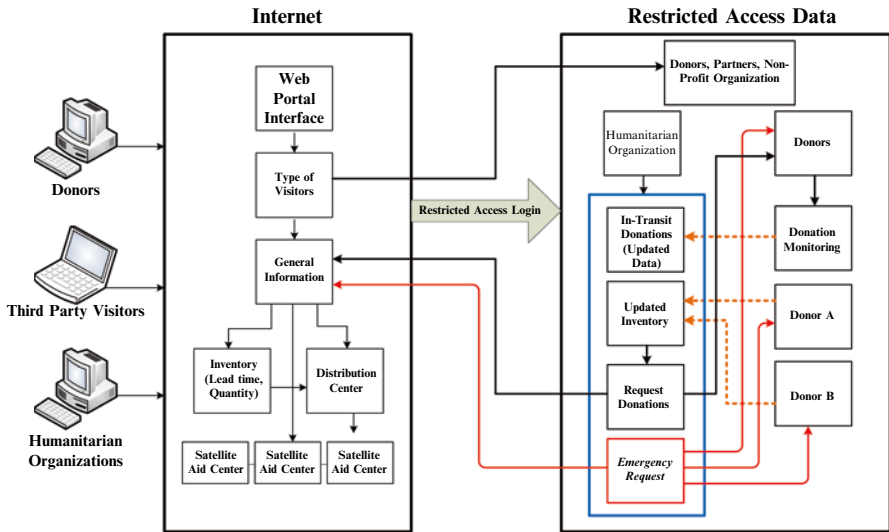 Internet
Restricted Access Data
Web
Portal
Interface
Type of
Visitors
General
Information
Inventory
(Lead time,
Quantity)
Distribution
Center
Satellite
Aid Center
Satellite
Aid Center
Satellite
Aid Center
Donors
Third Party Visitors
Humanitarian
Organizations
Restricted Access Login
Donors, Partners, Non-
Profit Organization
Humanitarian
Organization
In-Transit
Donations
(Updated
Data)
Updated
Inventory
Request
Donations
Emergency
Request
Donors
Donation
Monitoring
Donor A
Donor B